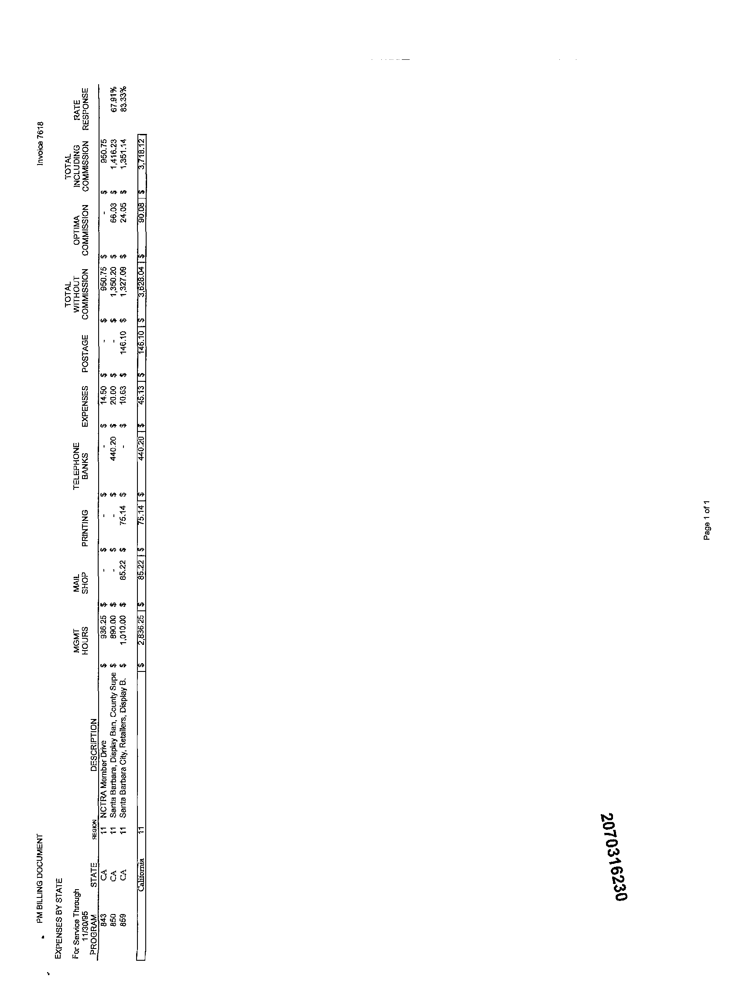 PM BILLING DOCUMENT Invoice 7618
EXPENSES BY STATE
For Service Through TOTAL TOTAL
11/30/95 MGMT MAIL TELEPHONE WITHOUT OPTIMA INCLUDING RATE
PROGRAM STATE REGION DESCRIPTION HOURS SHOP PRINTING BANKS EXPENSES POSTAGE COMMISSION COMMISSION COMMISSION RESPONSE
843 CA 11 NCTRA Member Drive $ 936.25 $ - $ - $ - $ 14.50 $ - $ 950.75 $ - $ 950.75
850 CA 11 Santa Barbara, Display Ban, County Supe $ 890.00 $ - $ - $ 440.20 $ 20.00 $ - $ 1,350.20 $ 66.03 $ 1,416.23 67.91%
859 CA 11 Santa Barbara City, Retailers, Display B. $ 1,010.00 $ 85.22 $ 75.14 $ - $ 10.63 $ 146.10 $ 1,327.09 $ 24.05 $ 1,351.14 83.33%
California 11 $ 2,836.25 $ 85.22 $ 75.14 $ 440.20 $ 45.13 $ 146.10 $ 3,628.04 $ 90.08 $ 3,718.12
Page 1 of 1
2070316230